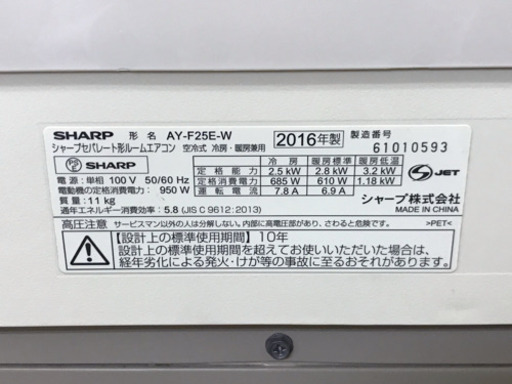 SHARP 形名 AY-F25E-W 2016年製 製造番号
シャープセパレート形ルームエアコン 空冷式 冷房・暖房兼用 61010593
PSE SHARP 冷房 暖房標準 暖房低温
定格能力 2.5 kW 2.8 kW 3.2 kW
電源:単相 100 V 50/60 Hz 定格消費電力 685 W 610 W 1.18 kW JET
電動機の定格消費電力: 950 W 運転電流 7.8 A 6.9 A
質量:11 kg シャープ株式会社
通年エネルギー消費効率:5.8 (JIS C 9612:2013) MADE IN CHINA
高圧注意 サービスマン以外の人は分解しない。内部に高電圧部があり、さわると危険です。 >PET<
【設計上の標準使用期間】10年
設計上の標準使用期間を超えてお使いいただいた場合は、
経年劣化による発火・けが等の事故に至るおそれがあります。